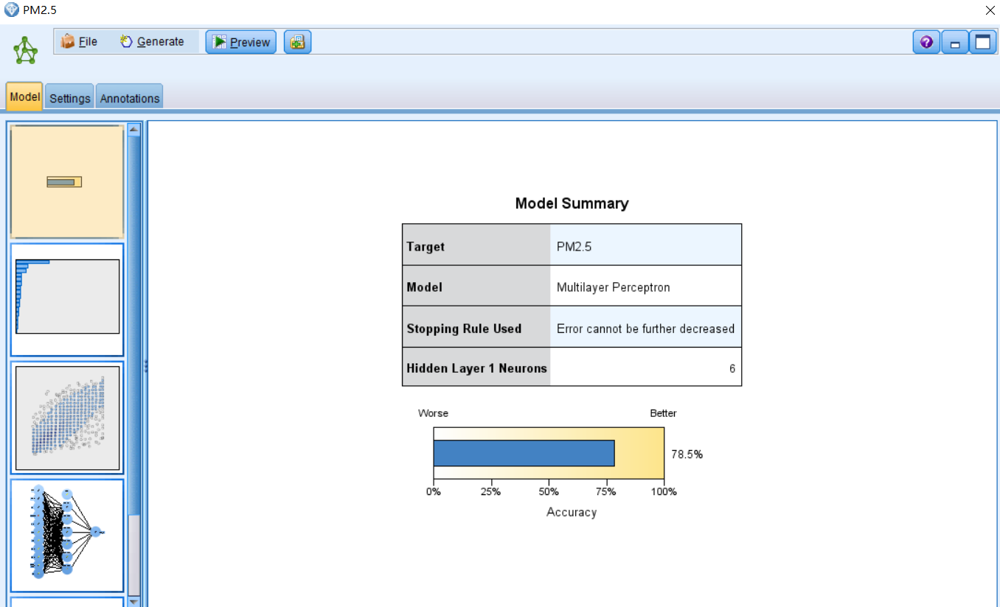 PM2.5
File Generate Preview
Model Settings Annotations
Model Summary
Target PM2.5
Model Multilayer Perceptron
Stopping Rule Used Error cannot be further decreased
Hidden Layer 1 Neurons 6
Worse Better
78.5%
0% 25% 50% 75% 100%
Accuracy